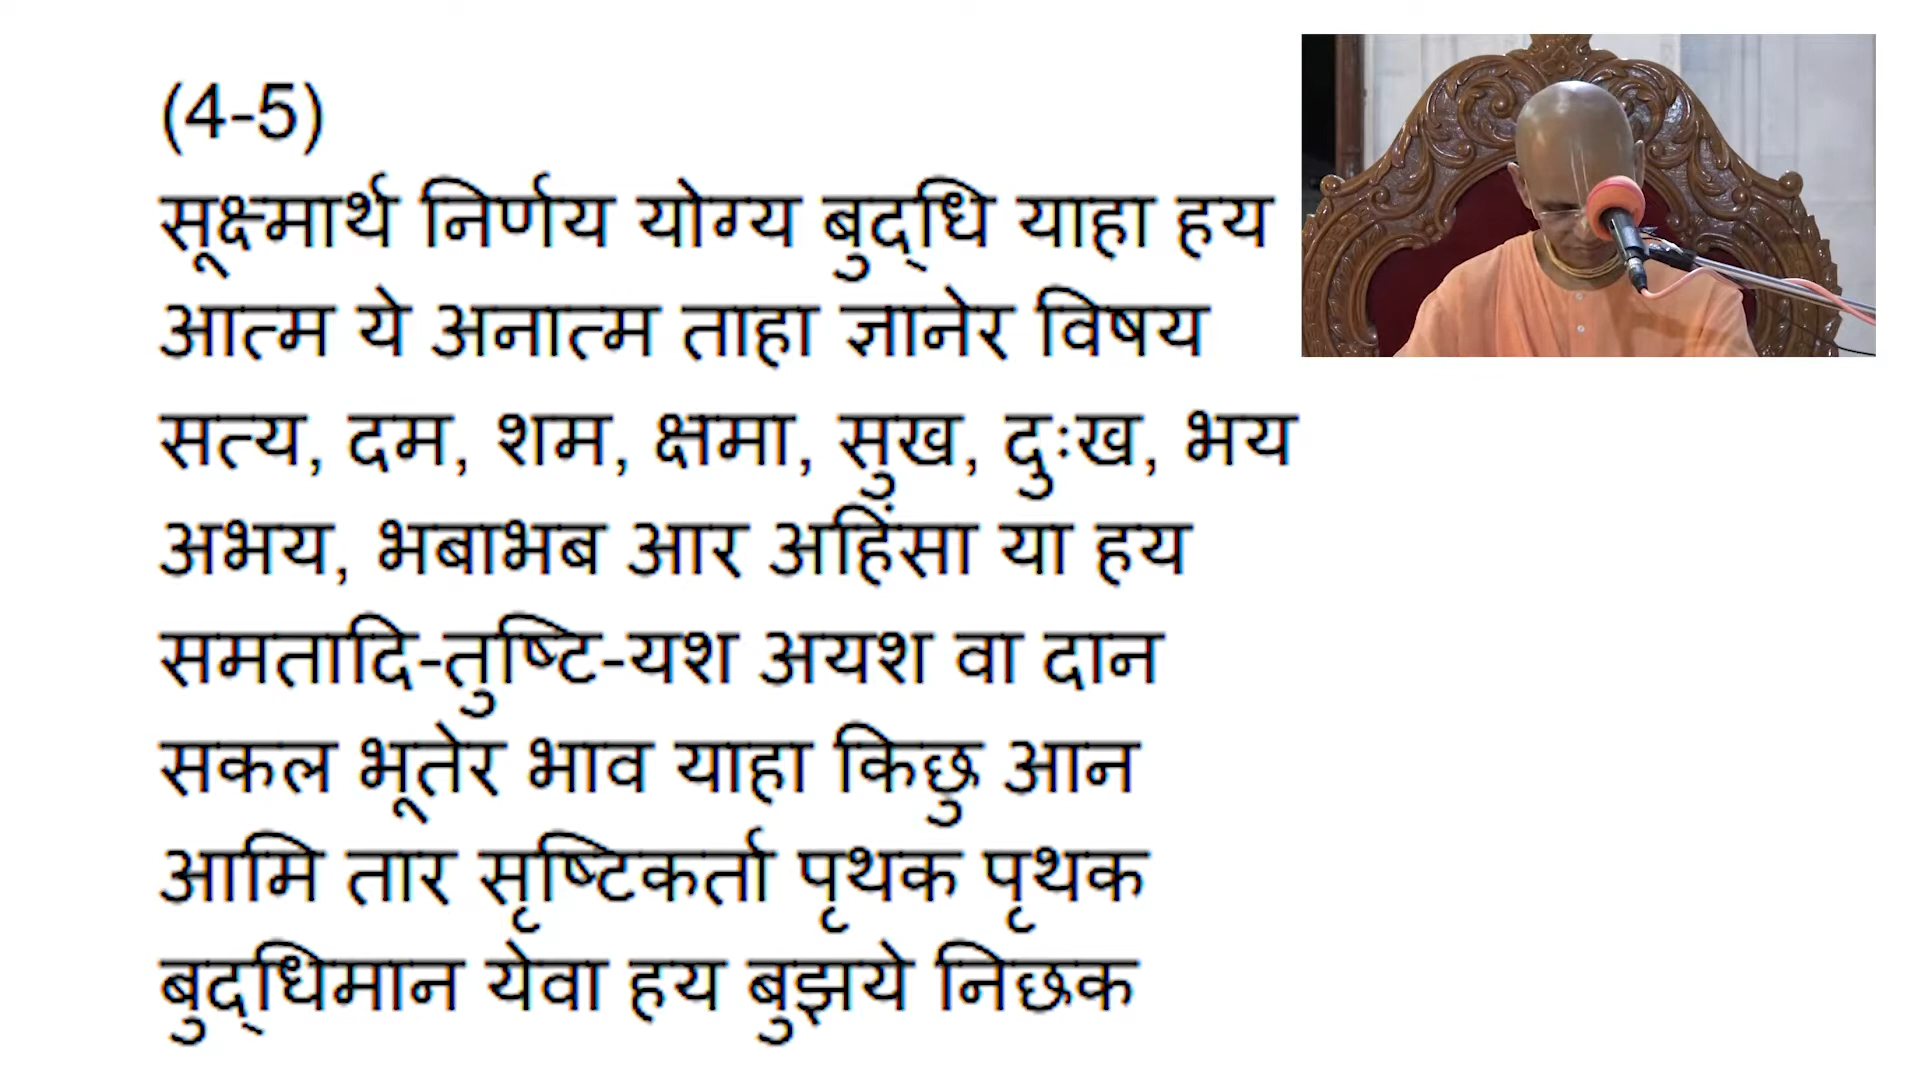 (4-5)
सूक्ष्मार्थ निर्णय योग्य बुद्‌धि याहा हय
आत्म ये अनात्म ताहा ज्ञानेर विषय
सत्य, दम, शम, क्षमा, सुख, दुःख, भय
अभय, भबाभब आर अहिंसा या हय
समतादि-तुष्टि-यश अयश वा दान
सकल भूतेर भाव याहा किछु आन
आमि तार सृष्टिकर्ता पृथक पृथक
बुद्‌धिमान येवा हय बुझये निछक